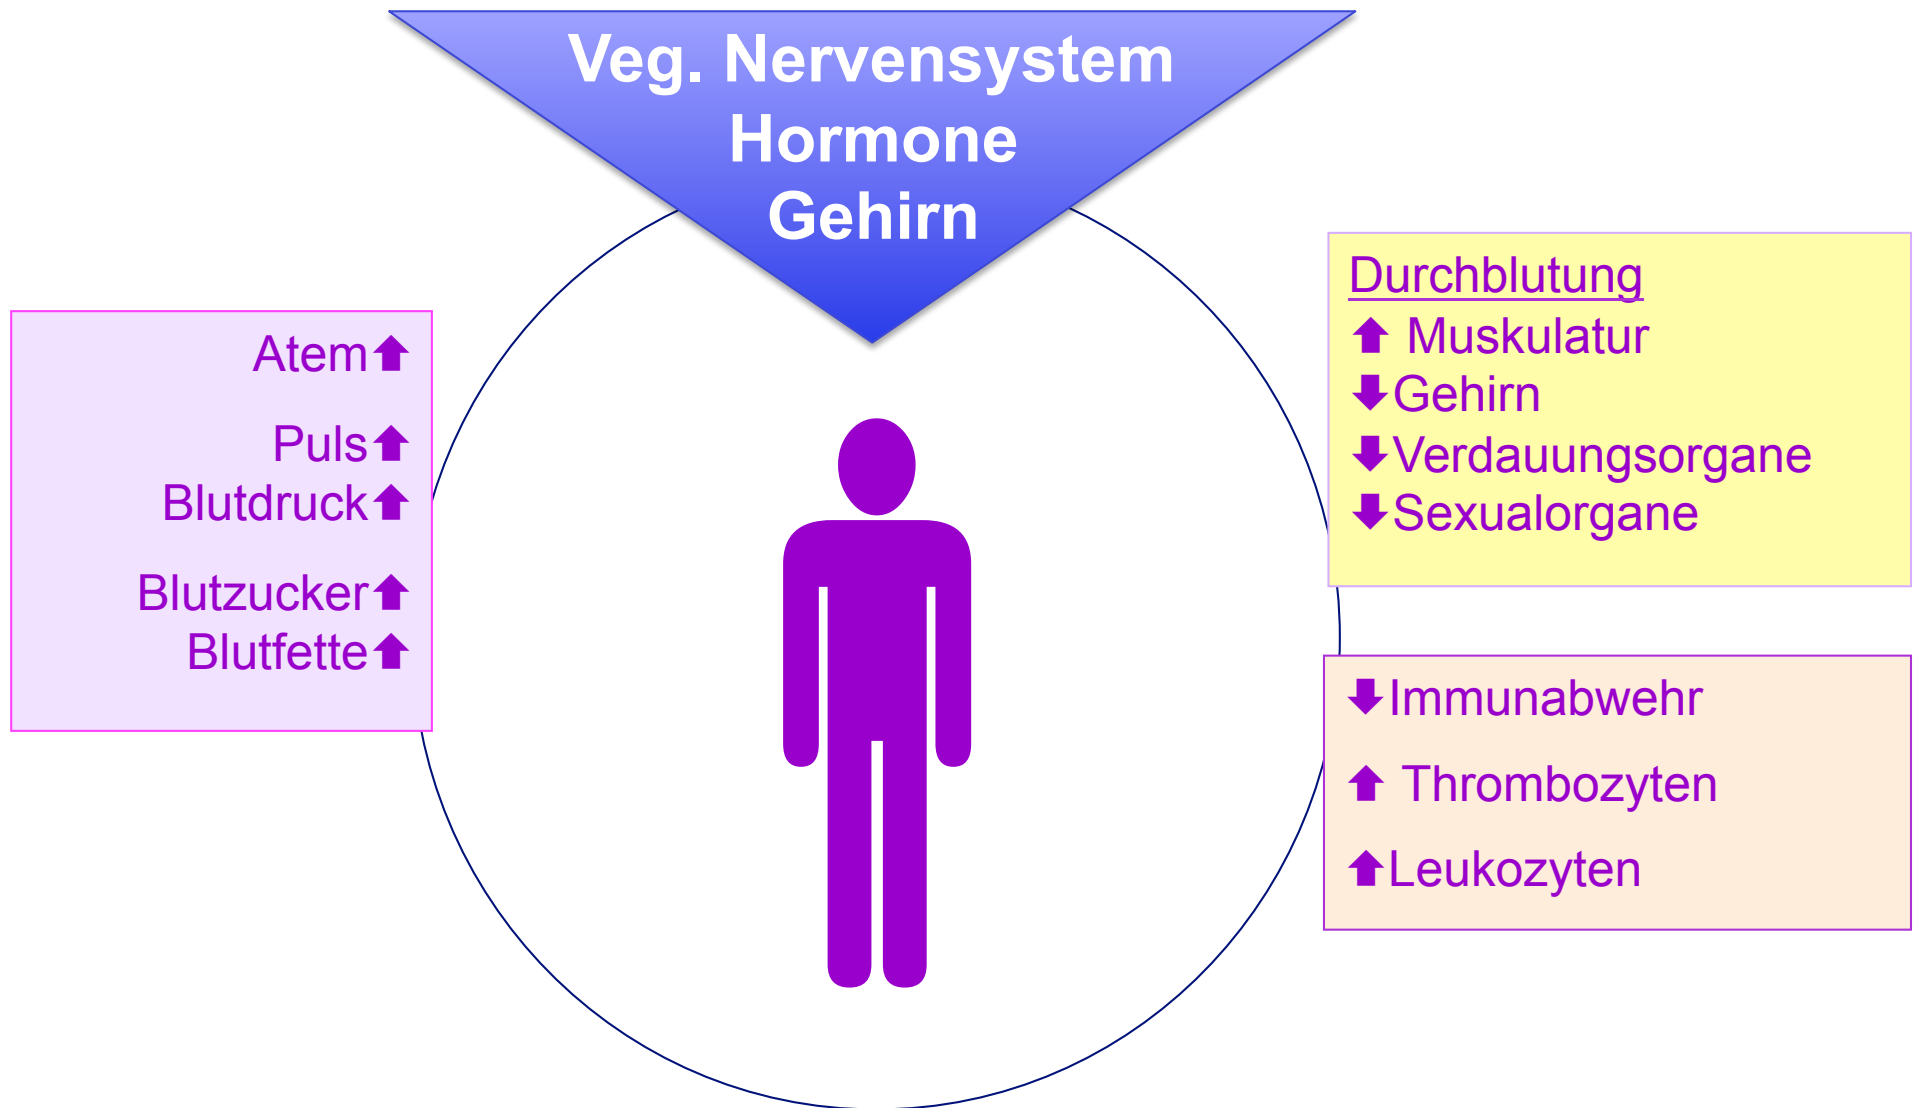 Veg. Nervensystem
Hormone
Gehirn
Atem⬆
Puls⬆
Blutdruck⬆
Blutzucker⬆
Blutfette⬆
Durchblutung
⬆ Muskulatur
⬇Gehirn
⬇Verdauungsorgane
⬇Sexualorgane
⬇Immunabwehr
⬆ Thrombozyten
⬆Leukozyten